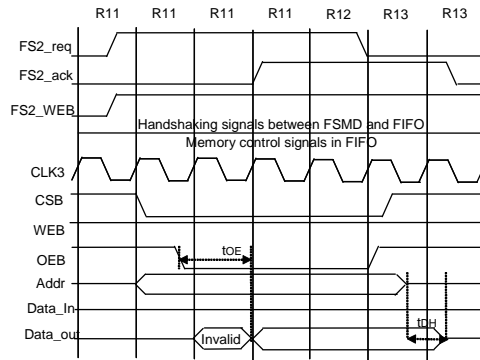 R11 R11 R11 R11 R12 R13 R13
FS2_req
FS2_ack
FS2_WEB
Handshaking signals between FSMD and FIFO
Memory control signals in FIFO
CLK3
CSB
WEB
OEB
tOE
Addr
Data_In
tDH
Data_out
Invalid